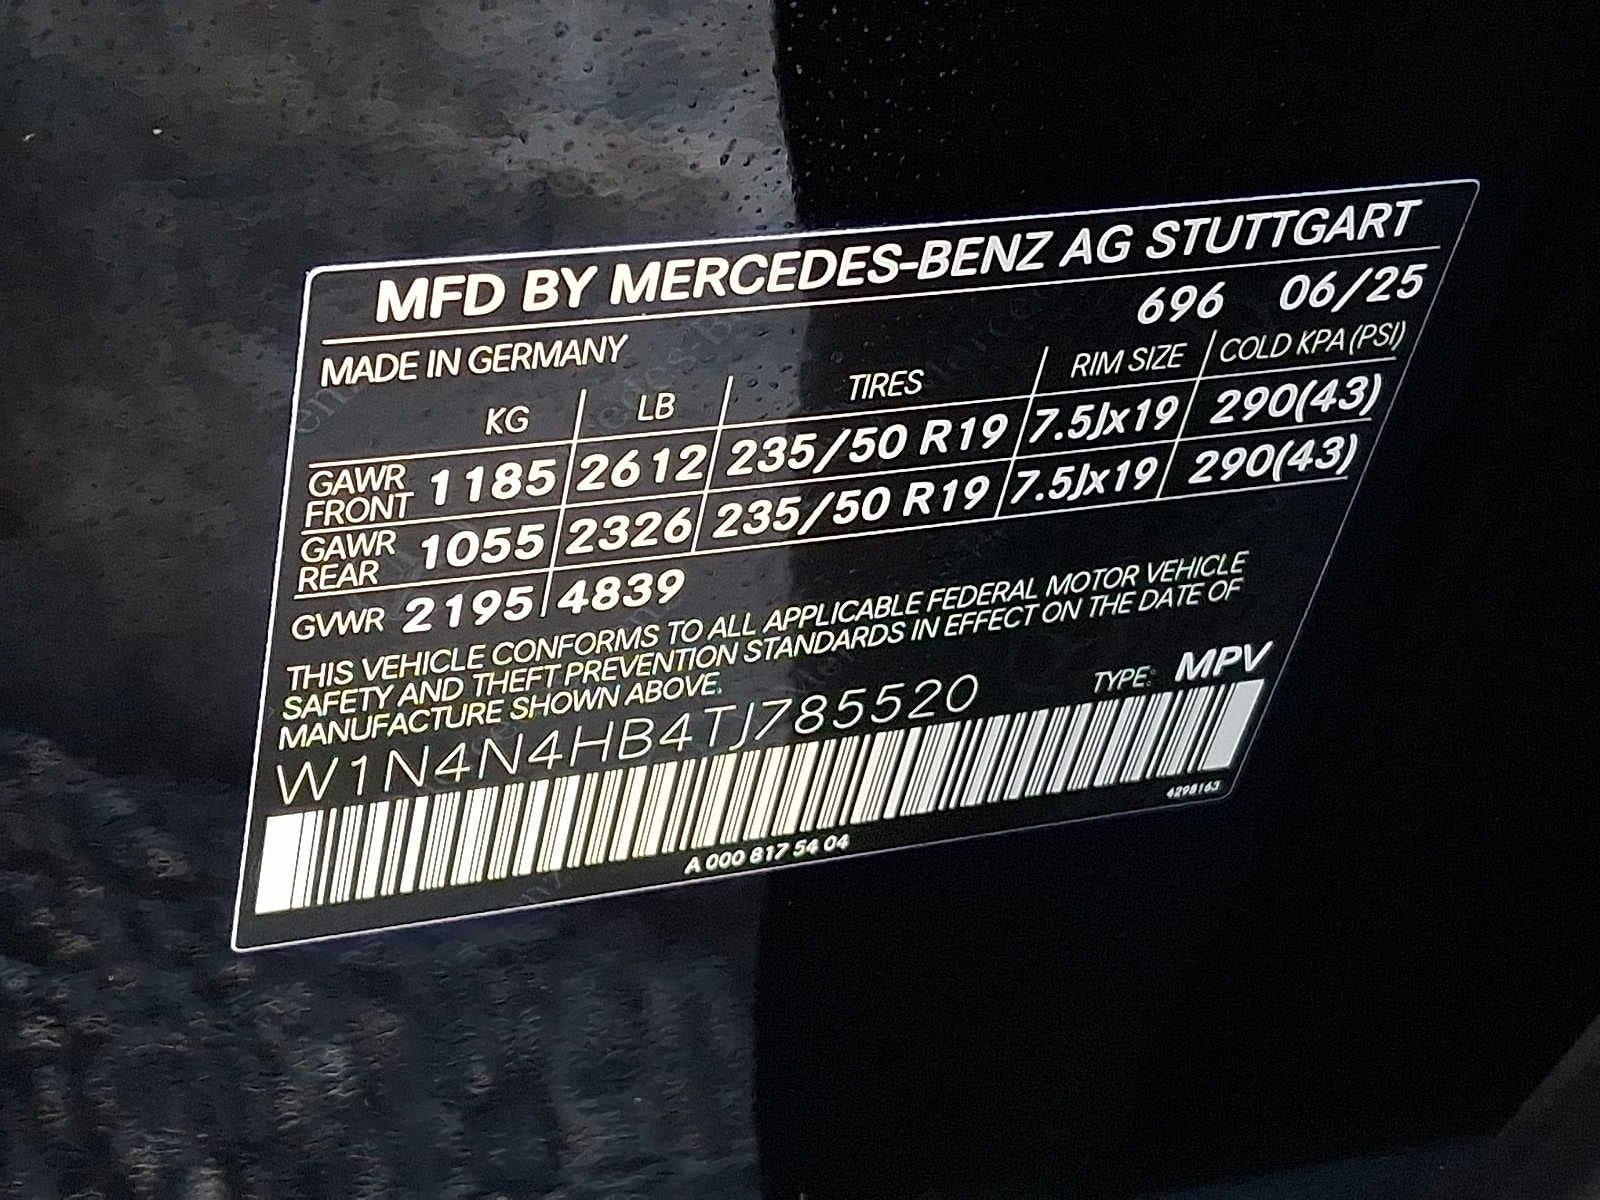 MFD BY MERCEDES-BENZ AG STUTTGART
696 06/25
MADE IN GERMANY
KG LB TIRES RIM SIZE COLD KPA (PSI)
GAWR FRONT 1185 2612 235/50 R19 7.5Jx19 290(43)
GAWR REAR 1055 2326 235/50 R19 7.5Jx19 290(43)
GVWR 2195 4839
THIS VEHICLE CONFORMS TO ALL APPLICABLE FEDERAL MOTOR VEHICLE
SAFETY AND THEFT PREVENTION STANDARDS IN EFFECT ON THE DATE OF
MANUFACTURE SHOWN ABOVE.
W1N4N4HB4TJ785520 TYPE: MPV
4298163
A 000 817 54 04